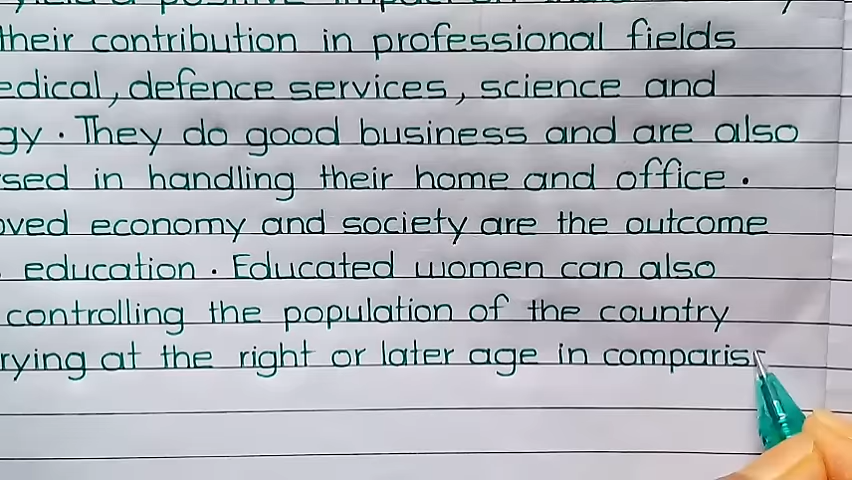 their contribution in professional fields
edical, defence services, science and
gy. They do good business and are also
sed in handling their home and office.
oved economy and society are the outcome
education. Educated women can also
controlling the population of the country
rying at the right or later age in comparis